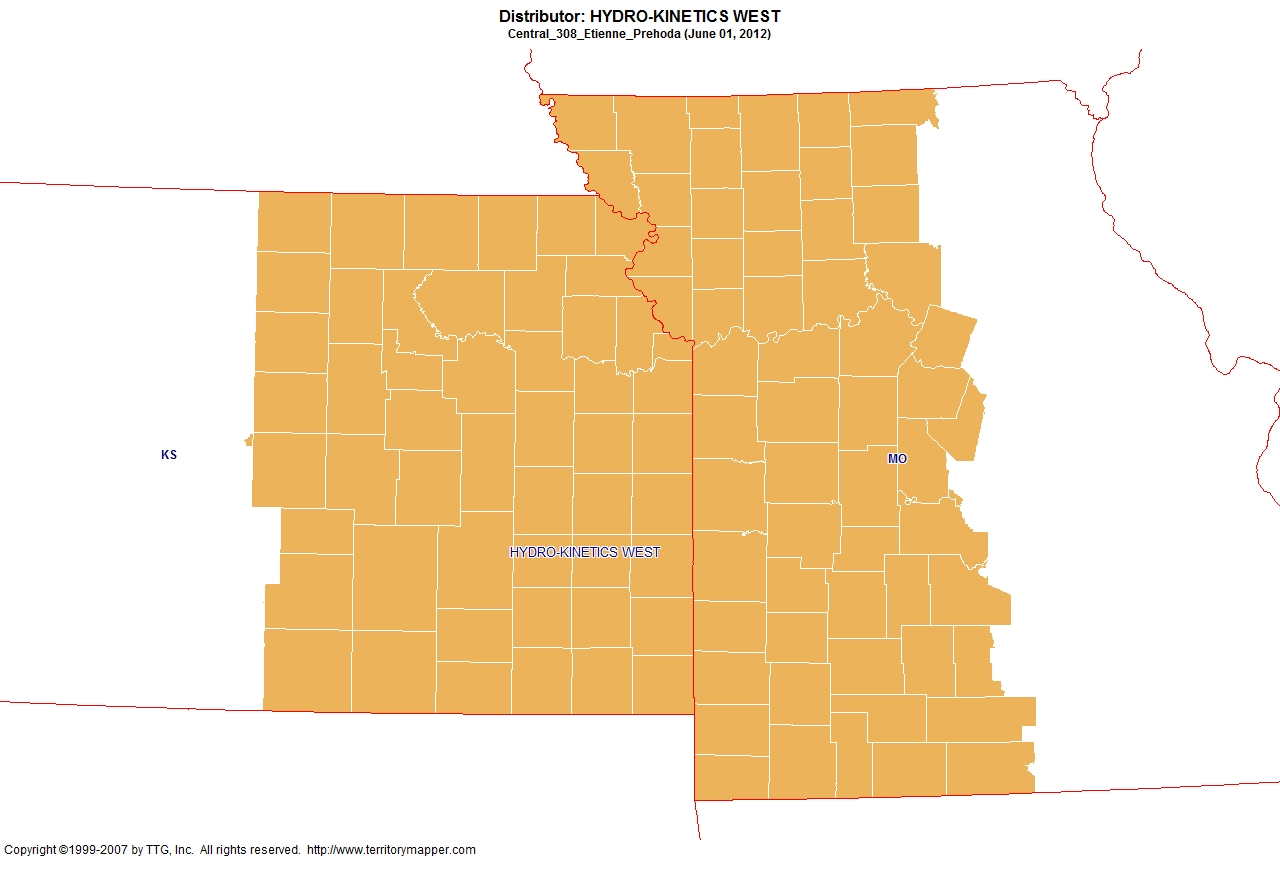 Distributor: HYDRO-KINETICS WEST
Central_308_Etienne_Prehoda (June 01, 2012)
KS
MO
HYDRO-KINETICS WEST
Copyright ©1999-2007 by TTG, Inc. All rights reserved. http://www.territorymapper.com